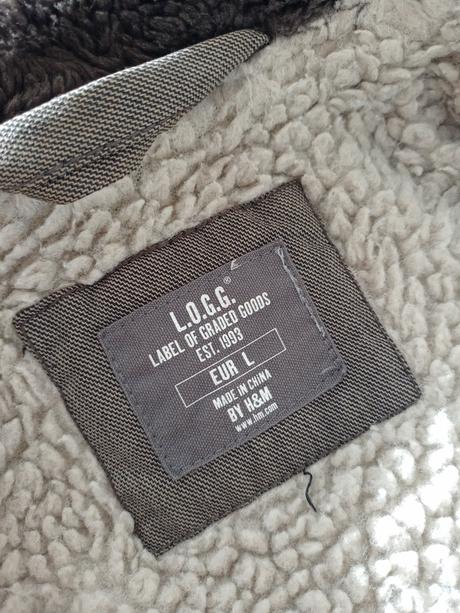 L.O.G.G.®
LABEL OF GRADED GOODS
EST. 1993
EUR L
MADE IN CHINA
BY H&M
www.hm.com